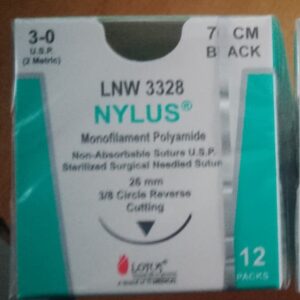 3-0
U.S.P.
(2 Metric)
CM
BLACK
LNW 3328
NYLUS®
Monofilament Polyamide
Non-Absorbable Suture U.S.P.
Sterilized Surgical Needled Suture
26 mm
3/8 Circle Reverse
Cutting
LOTUS
12
PACKS